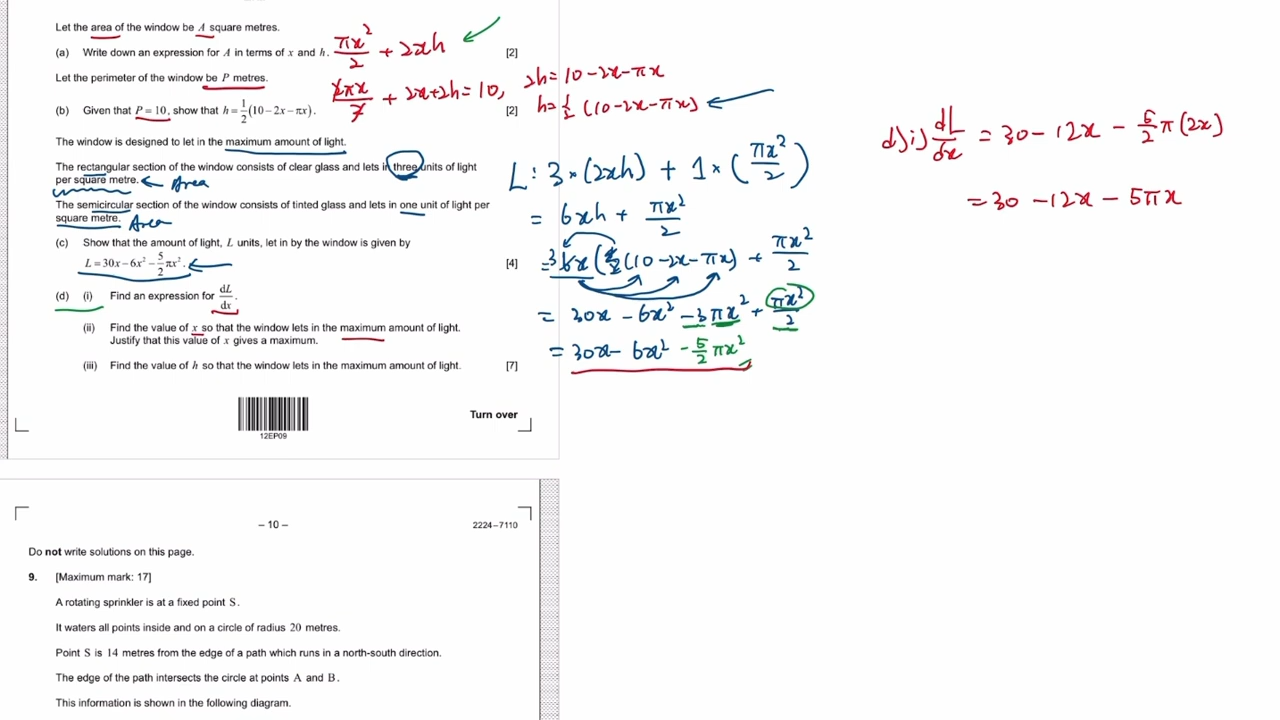 Let the area of the window be A square metres.
(a) Write down an expression for A in terms of x and h. πx²/2 + 2xh [2]
Let the perimeter of the window be P metres.
2πx/2 + 2x+2h = 10, 2h = 10 - 2x - πx
(b) Given that P = 10, show that h = 1/2(10 - 2x - πx). [2] h = 1/2 (10 - 2x - πx)
The window is designed to let in the maximum amount of light.
The rectangular section of the window consists of clear glass and lets in three units of light
per square metre. Area
The semicircular section of the window consists of tinted glass and lets in one unit of light per
square metre. Area
(c) Show that the amount of light, L units, let in by the window is given by
L = 30x - 6x² - 5/2 πx². [4]
(d) (i) Find an expression for dL/dx.
(ii) Find the value of x so that the window lets in the maximum amount of light.
Justify that this value of x gives a maximum.
(iii) Find the value of h so that the window lets in the maximum amount of light. [7]
Turn over
12EP09
L : 3 × (2xh) + 1 × (πx²/2)
= 6xh + πx²/2
= 3 6x (1/2 (10 - 2x - πx) + πx²/2
= 30x - 6x² - 3πx² + πx²/2
= 30x - 6x² - 5/2 πx²
d) i) dL/dx = 30 - 12x - 5/2 π (2x)
= 30 - 12x - 5πx
– 10 –
2224–7110
Do not write solutions on this page.
9. [Maximum mark: 17]
A rotating sprinkler is at a fixed point S.
It waters all points inside and on a circle of radius 20 metres.
Point S is 14 metres from the edge of a path which runs in a north-south direction.
The edge of the path intersects the circle at points A and B.
This information is shown in the following diagram.